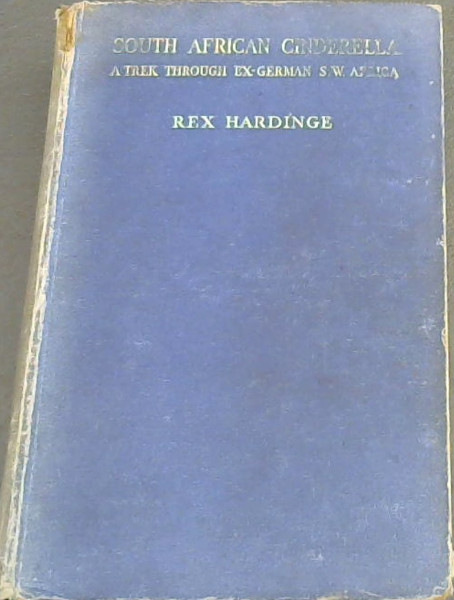 SOUTH AFRICAN CINDERELLA
A TREK THROUGH EX-GERMAN S.W. AFRICA
REX HARDINGE